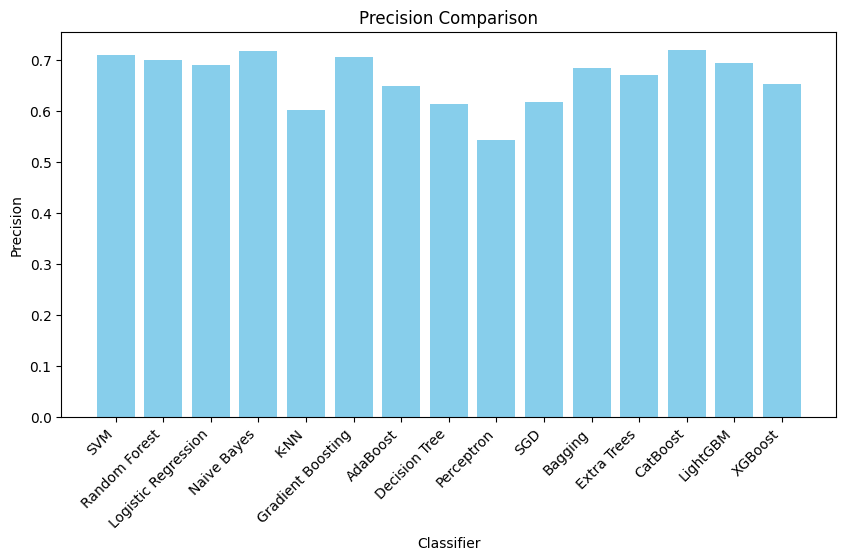 Precision Comparison
Precision
0.7
0.6
0.5
0.4
0.3
0.2
0.1
0.0
SVM
Random Forest
Logistic Regression
Naive Bayes
K-NN
Gradient Boosting
AdaBoost
Decision Tree
Perceptron
SGD
Bagging
Extra Trees
CatBoost
LightGBM
XGBoost
Classifier